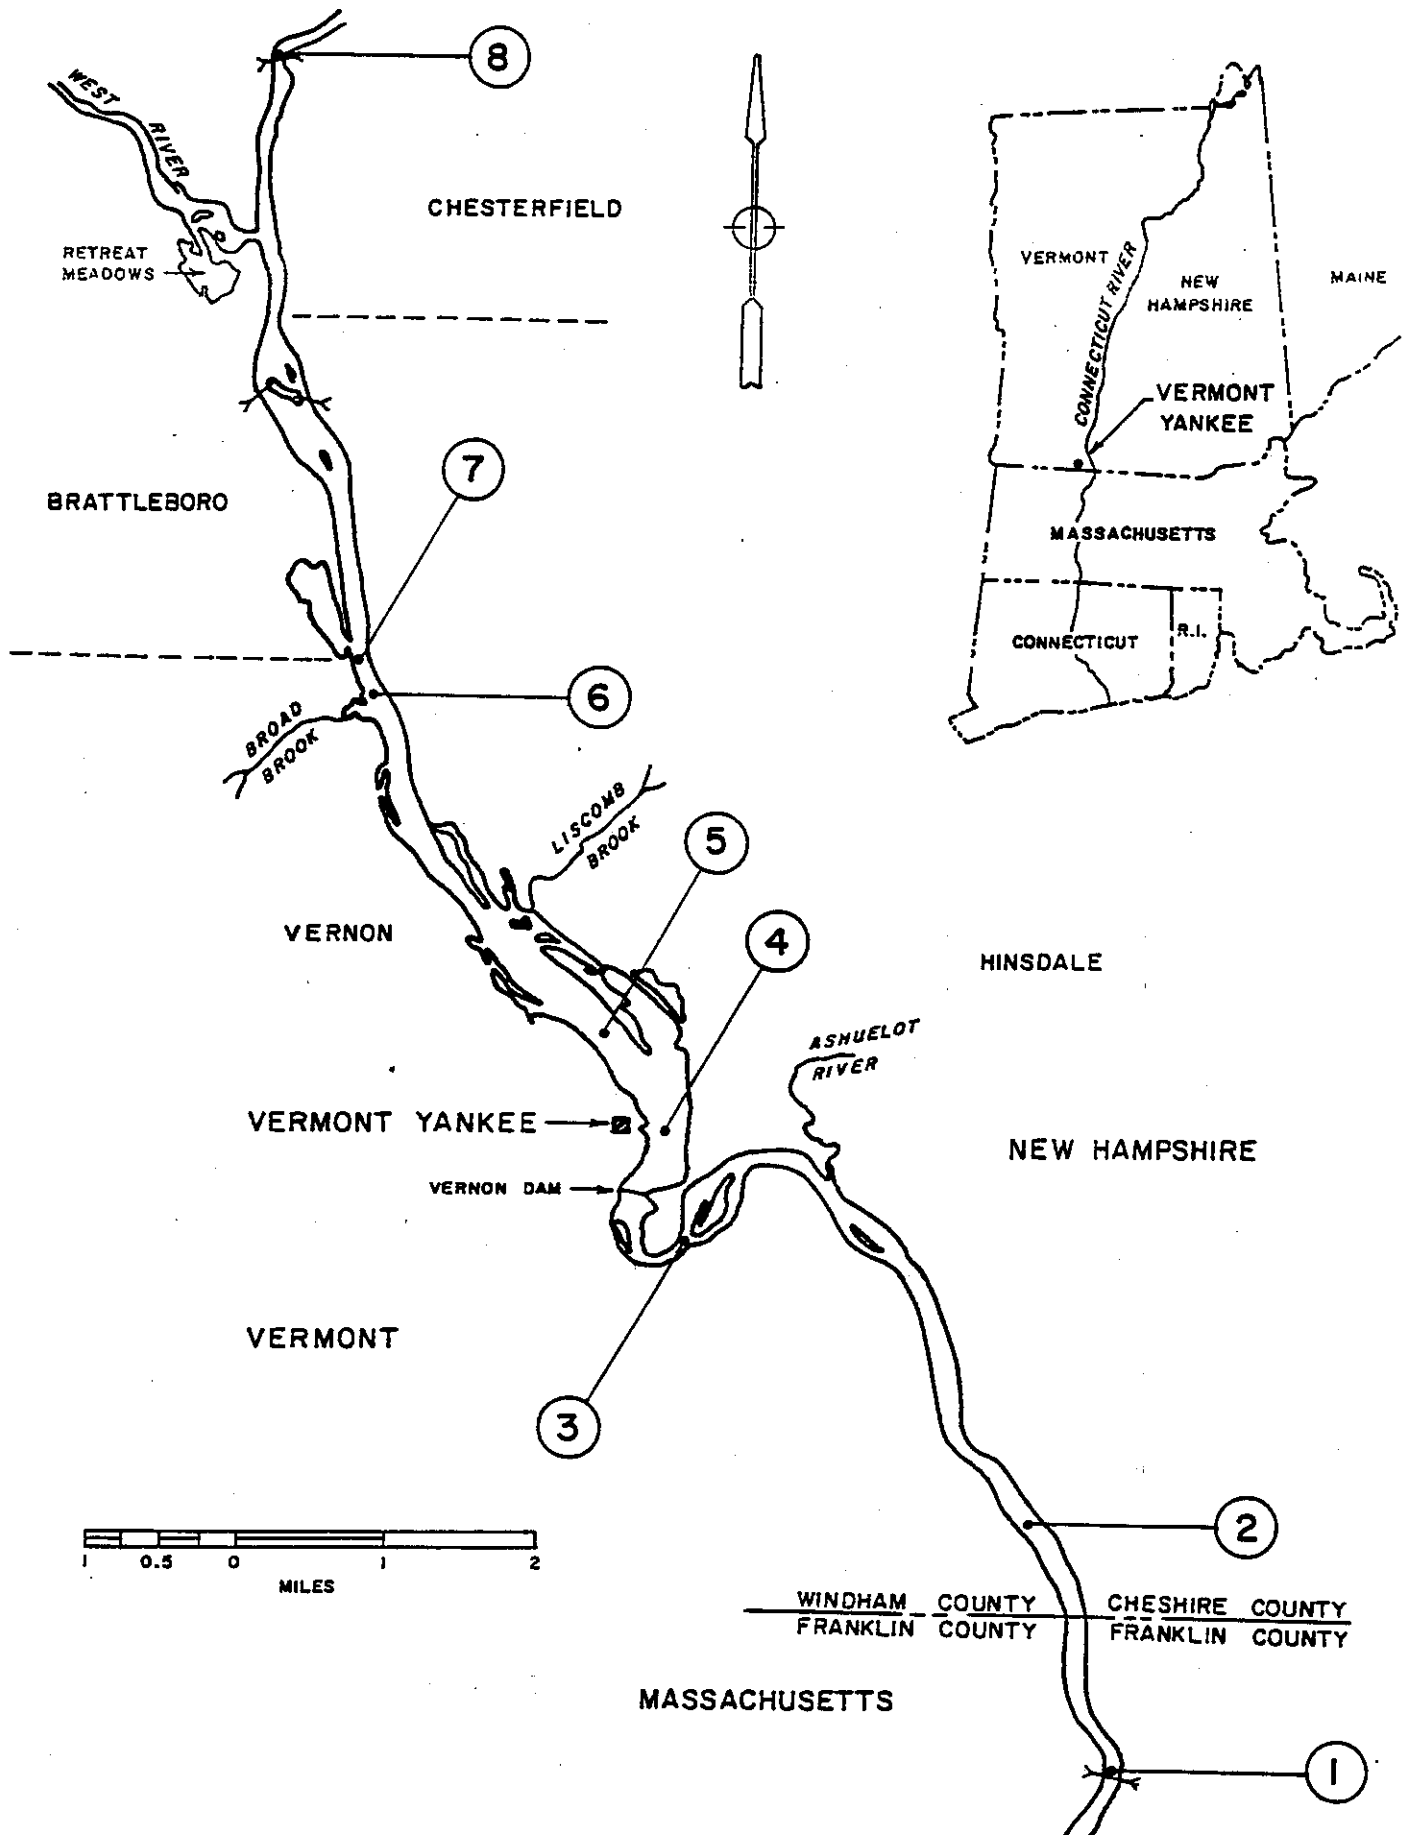 8
WEST
RIVER
CHESTERFIELD
RETREAT
MEADOWS
VERMONT
CONNECTICUT RIVER
NEW
HAMPSHIRE
MAINE
VERMONT
YANKEE
MASSACHUSETTS
CONNECTICUT
R.I.
7
BRATTLEBORO
6
BROAD
BROOK
LISCOMB
BROOK
5
4
VERNON
HINSDALE
ASHUELOT
RIVER
VERMONT YANKEE
NEW HAMPSHIRE
VERNON DAM
VERMONT
3
2
1 0.5 0 1 2
MILES
WINDHAM COUNTY CHESHIRE COUNTY
FRANKLIN COUNTY FRANKLIN COUNTY
MASSACHUSETTS
1